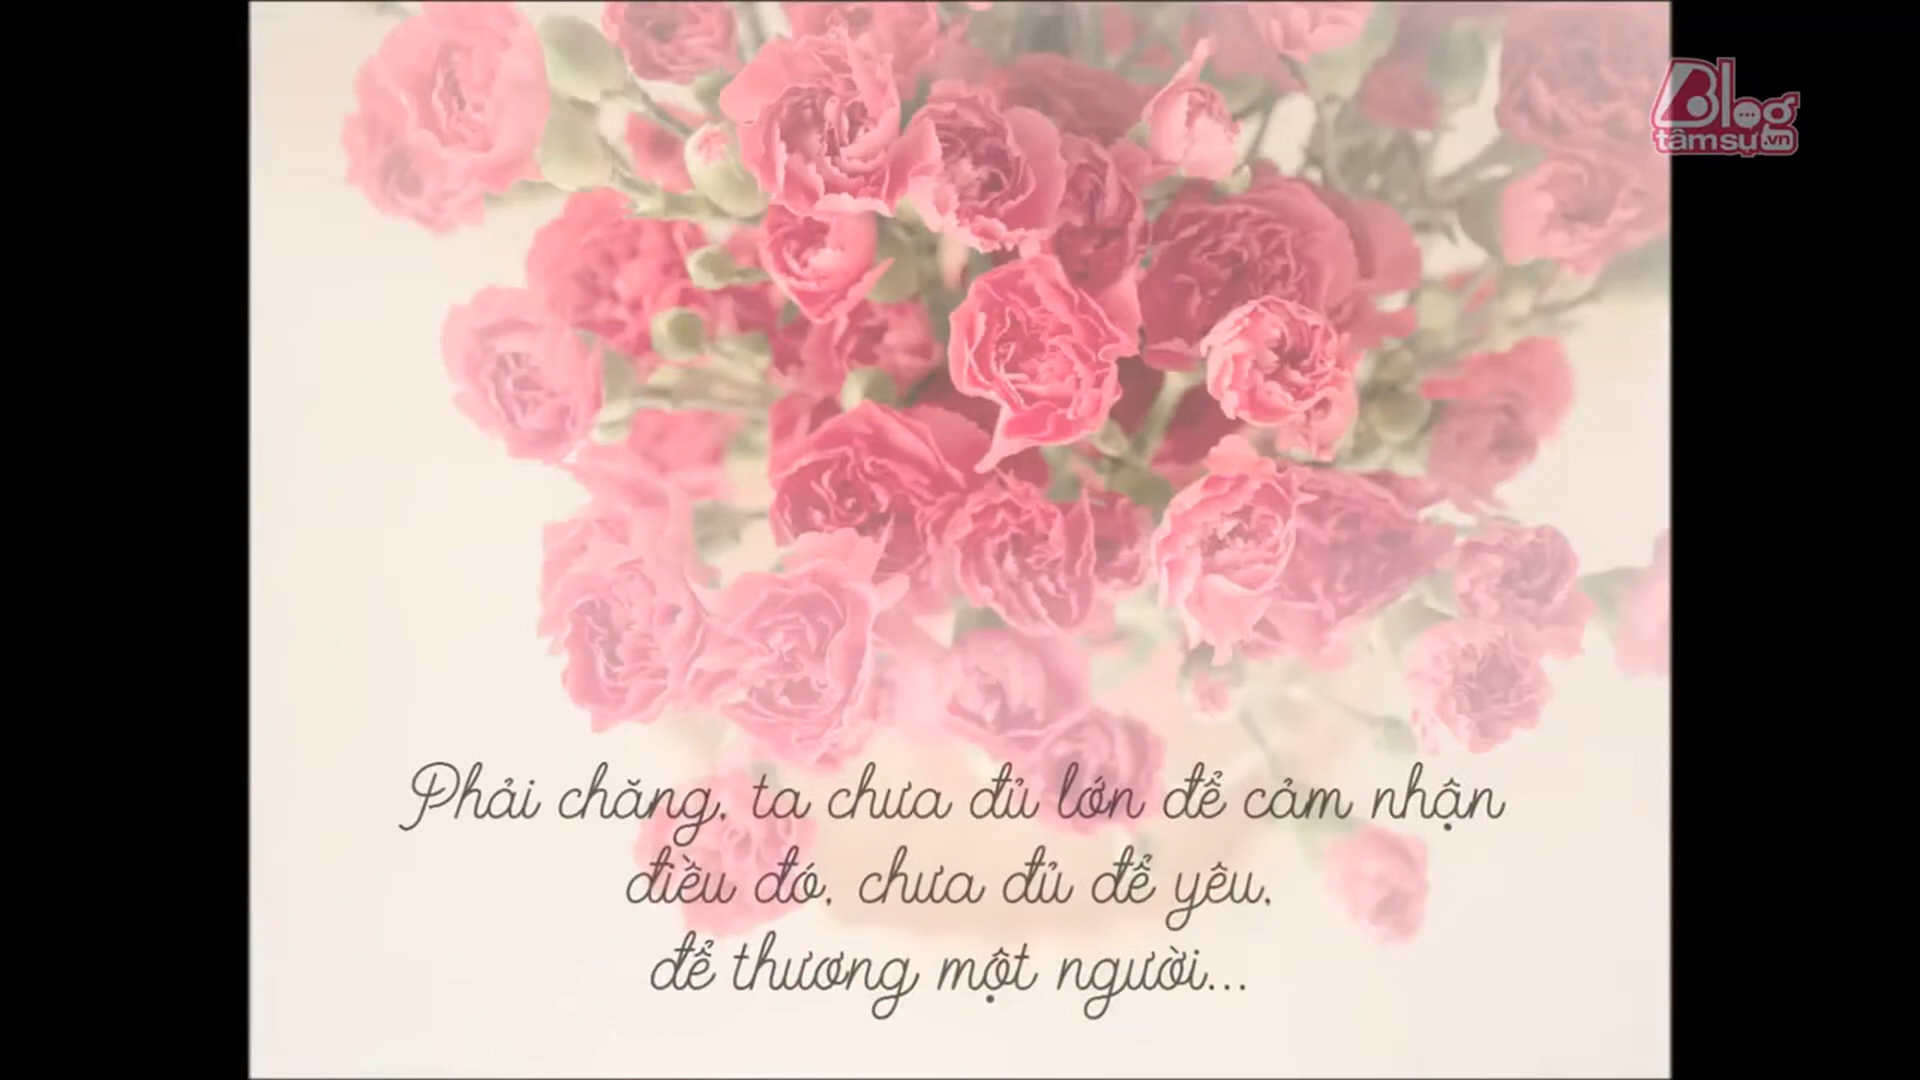 Blog
tâmsự.vn
Phải chăng, ta chưa đủ lớn để cảm nhận
điều đó, chưa đủ để yêu,
để thương một người...